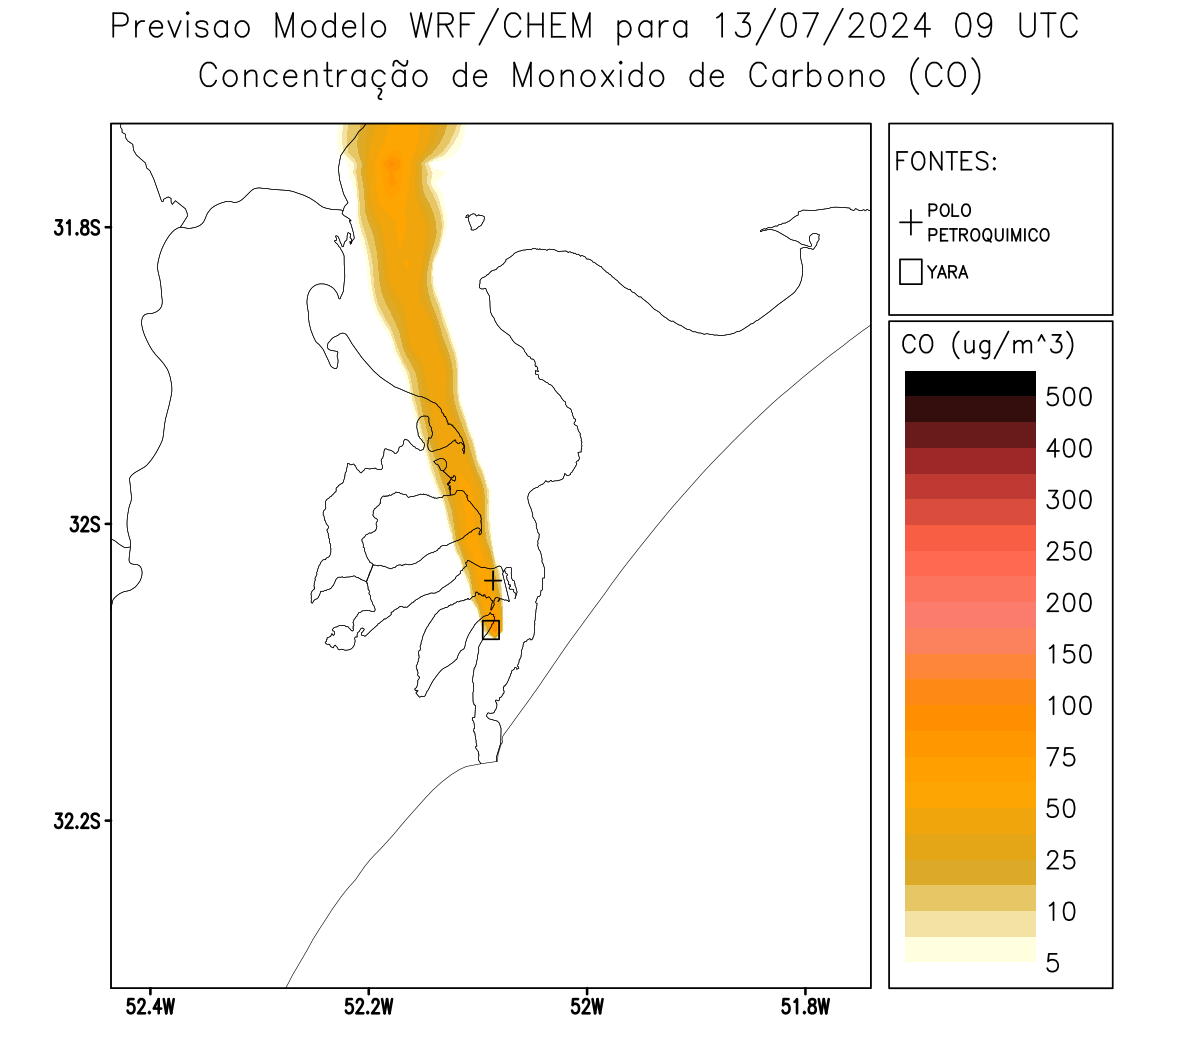 Previsao Modelo WRF/CHEM para 13/07/2024 09 UTC
Concentração de Monoxido de Carbono (CO)
FONTES:
POLO
PETROQUIMICO
YARA
CO (ug/m^3)
500
400
300
250
200
150
100
75
50
25
10
5
31.8S
32S
32.2S
52.4W
52.2W
52W
51.8W